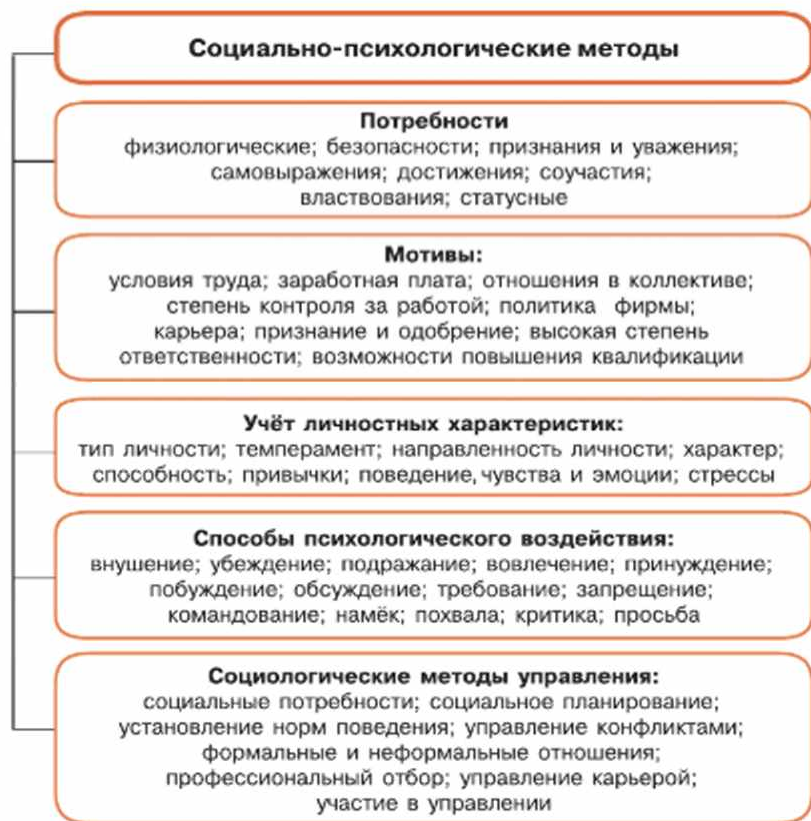 Социально-психологические методы
Потребности
физиологические; безопасности; признания и уважения;
самовыражения; достижения; соучастия;
властвования; статусные
Мотивы:
условия труда; заработная плата; отношения в коллективе;
степень контроля за работой; политика фирмы;
карьера; признание и одобрение; высокая степень
ответственности; возможности повышения квалификации
Учёт личностных характеристик:
тип личности; темперамент; направленность личности; характер;
способность; привычки; поведение, чувства и эмоции; стрессы
Способы психологического воздействия:
внушение; убеждение; подражание; вовлечение; принуждение;
побуждение; обсуждение; требование; запрещение;
командование; намёк; похвала; критика; просьба
Социологические методы управления:
социальные потребности; социальное планирование;
установление норм поведения; управление конфликтами;
формальные и неформальные отношения;
профессиональный отбор; управление карьерой;
участие в управлении